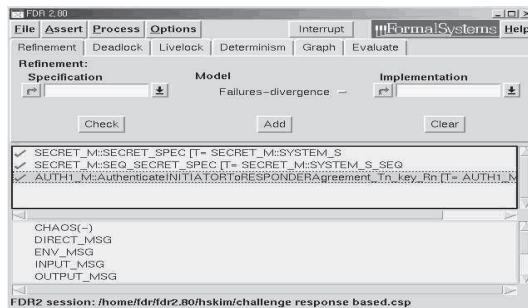 FDR 2.80
File Assert Process Options Interrupt FormalSystems Help
Refinement Deadlock Livelock Determinism Graph Evaluate
Refinement:
Specification Model Implementation
Failures-divergence
Check Add Clear
SECRET_M::SECRET_SPEC [T= SECRET_M::SYSTEM_S
SECRET_M::SEQ_SECRET_SPEC [T= SECRET_M::SYSTEM_S_SEQ
AUTH1_M::AuthenticateINITIATORToRESPONDERAgreement_Tn_key_Rn [T= AUTH1_M
CHAOS(-)
DIRECT_MSG
ENV_MSG
INPUT_MSG
OUTPUT_MSG
FDR2 session: /home/fdr/fdr2.80/hskim/challenge response based.csp